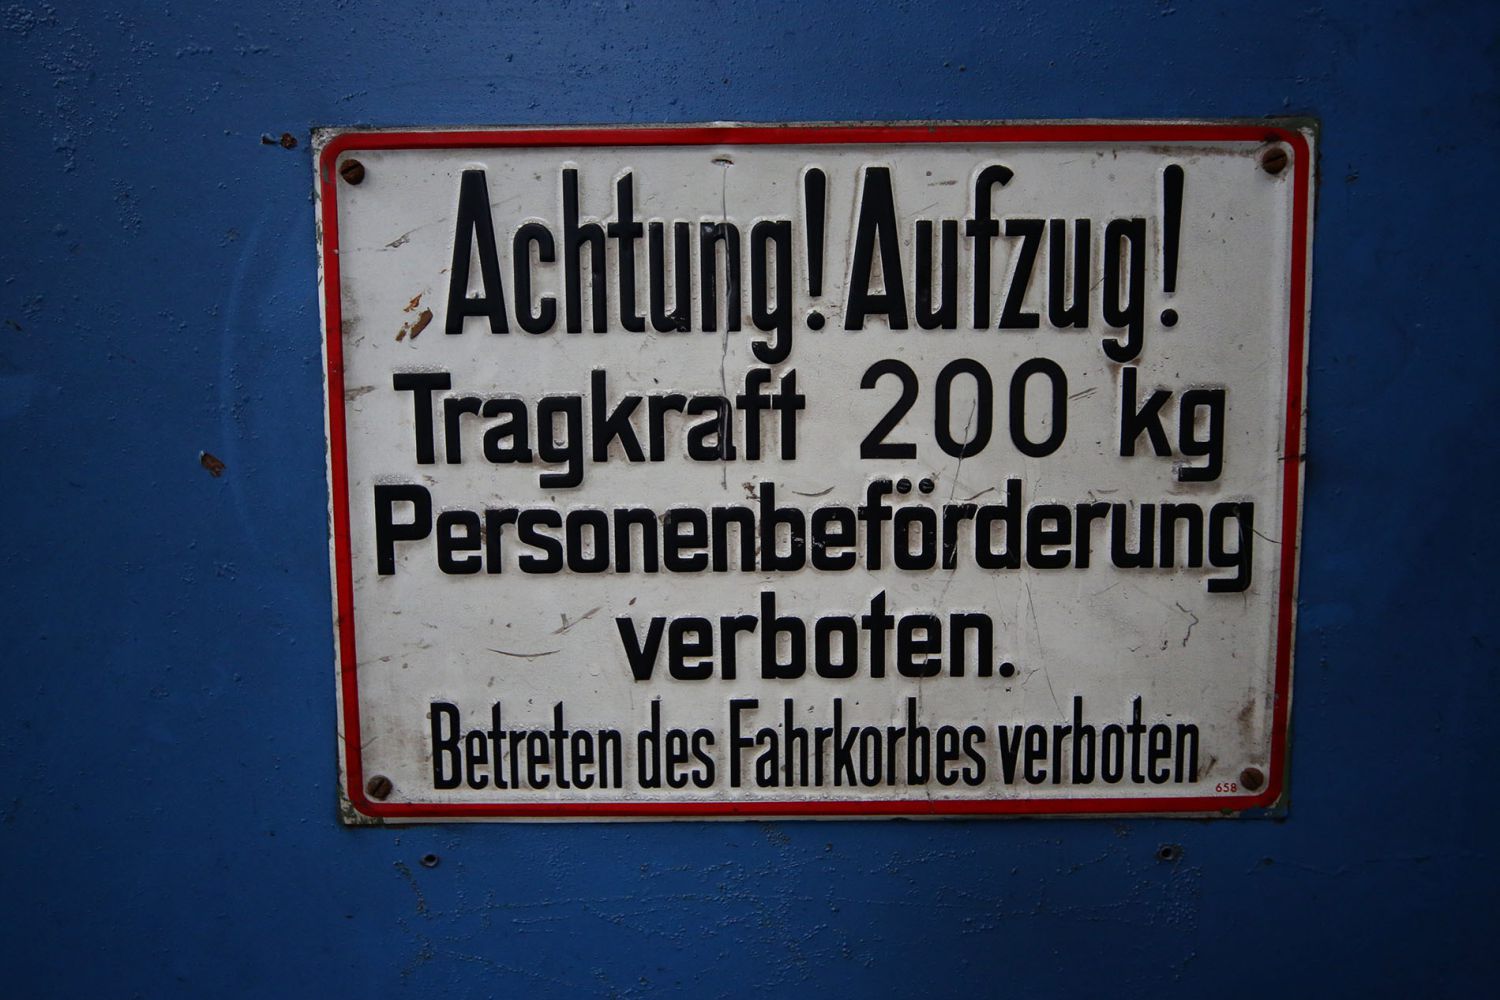 Achtung! Aufzug!
Tragkraft 200 kg
Personenbeförderung
verboten.
Betreten des Fahrkorbes verboten
658